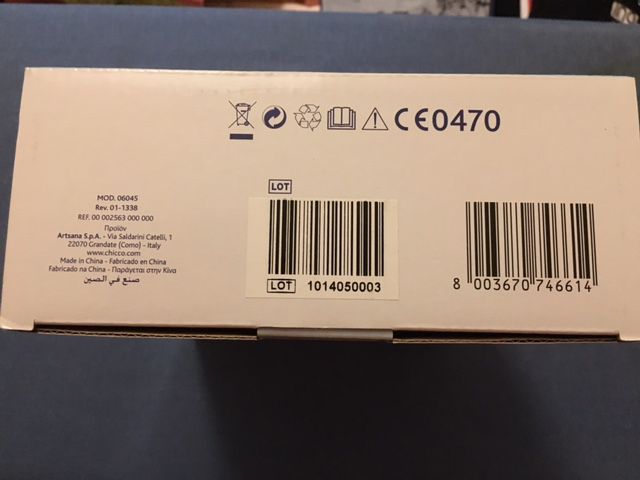 CE0470
MOD. 06045
Rev. 01-1338
REF. 00 002563 000 000
Προϊόν
Artsana S.p.A. - Via Saldarini Catelli, 1
22070 Grandate (Como) - Italy
www.chicco.com
Made in China - Fabricado en China
Fabricado na China - Παράγεται στην Κίνα
صنع في الصين
LOT
LOT 1014050003
8 003670 746614